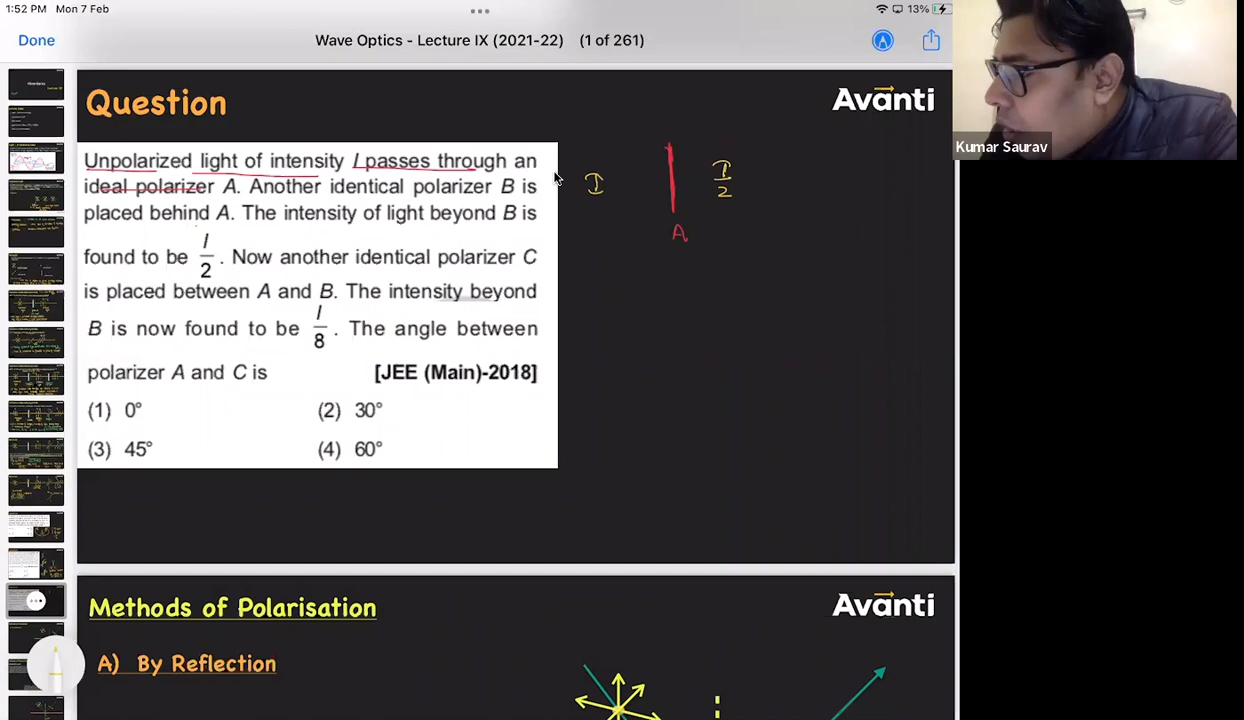 1:52 PM Mon 7 Feb
13%
Done
Wave Optics - Lecture IX (2021-22) (1 of 261)
Question
Avanti
Unpolarized light of intensity I passes through an
ideal polarizer A. Another identical polarizer B is
placed behind A. The intensity of light beyond B is
found to be I/2. Now another identical polarizer C
is placed between A and B. The intensity beyond
B is now found to be I/8. The angle between
polarizer A and C is [JEE (Main)-2018]
(1) 0° (2) 30°
(3) 45° (4) 60°
I
I/2
A
Kumar Saurav
Methods of Polarisation
Avanti
A) By Reflection